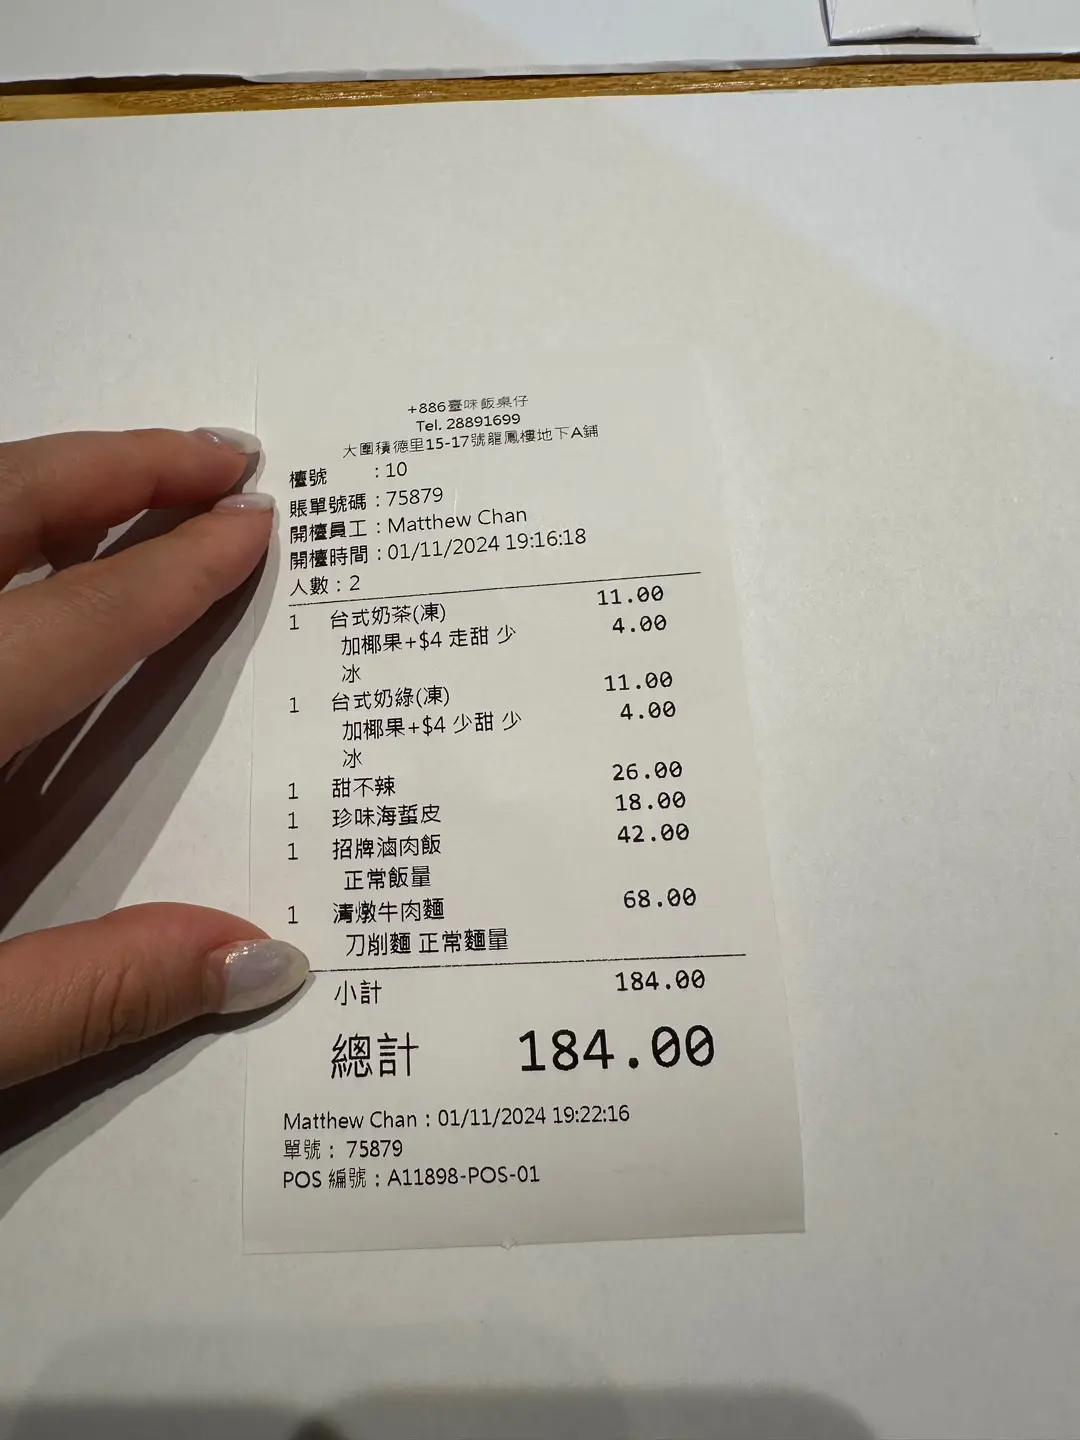 +886臺味飯桌仔
Tel. 28891699
大圍積德里15-17號龍鳳樓地下A鋪
檯號 : 10
賬單號碼 : 75879
開檯員工 : Matthew Chan
開檯時間 : 01/11/2024 19:16:18
人數 : 2
1 台式奶茶(凍) 11.00
加椰果+$4 走甜 少 4.00
冰
1 台式奶綠(凍) 11.00
加椰果+$4 少甜 少 4.00
冰
1 甜不辣 26.00
1 珍味海蜇皮 18.00
1 招牌滷肉飯 42.00
正常飯量
1 清燉牛肉麵 68.00
刀削麵 正常麵量
小計 184.00
總計 184.00
Matthew Chan : 01/11/2024 19:22:16
單號 : 75879
POS 編號 : A11898-POS-01